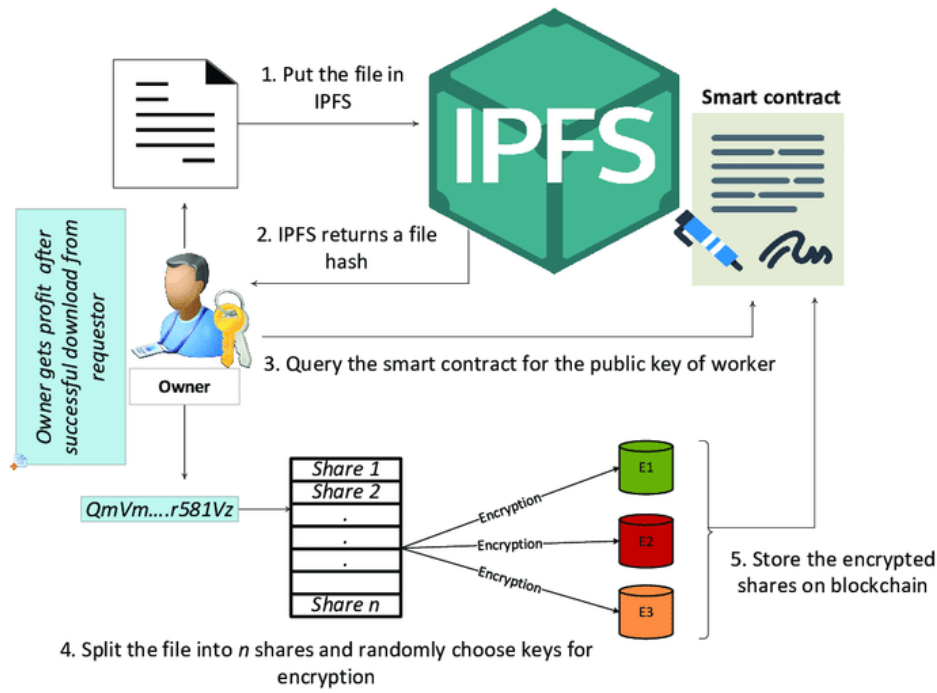 1. Put the file in
IPFS
IPFS
Smart contract
2. IPFS returns a file
hash
Owner gets profit after
successful download from
requestor
3. Query the smart contract for the public key of worker
Owner
QmVm....r581Vz
Share 1
Share 2
.
.
.
Share n
Encryption
Encryption
Encryption
E1
E2
E3
5. Store the encrypted
shares on blockchain
4. Split the file into n shares and randomly choose keys for
encryption